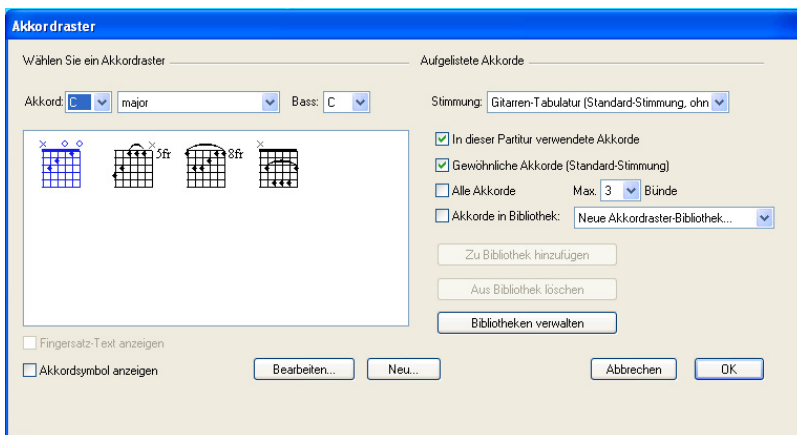 Akkordraster
Wählen Sie ein Akkordraster
Akkord: C major Bass: C
× o o
× 5fr
8fr
×
Fingersatz-Text anzeigen
Akkordsymbol anzeigen
Bearbeiten... Neu...
Aufgelistete Akkorde
Stimmung: Gitarren-Tabulatur (Standard-Stimmung, ohn
In dieser Partitur verwendete Akkorde
Gewöhnliche Akkorde (Standard-Stimmung)
Alle Akkorde Max. 3 Bünde
Akkorde in Bibliothek: Neue Akkordraster-Bibliothek...
Zu Bibliothek hinzufügen
Aus Bibliothek löschen
Bibliotheken verwalten
Abbrechen OK